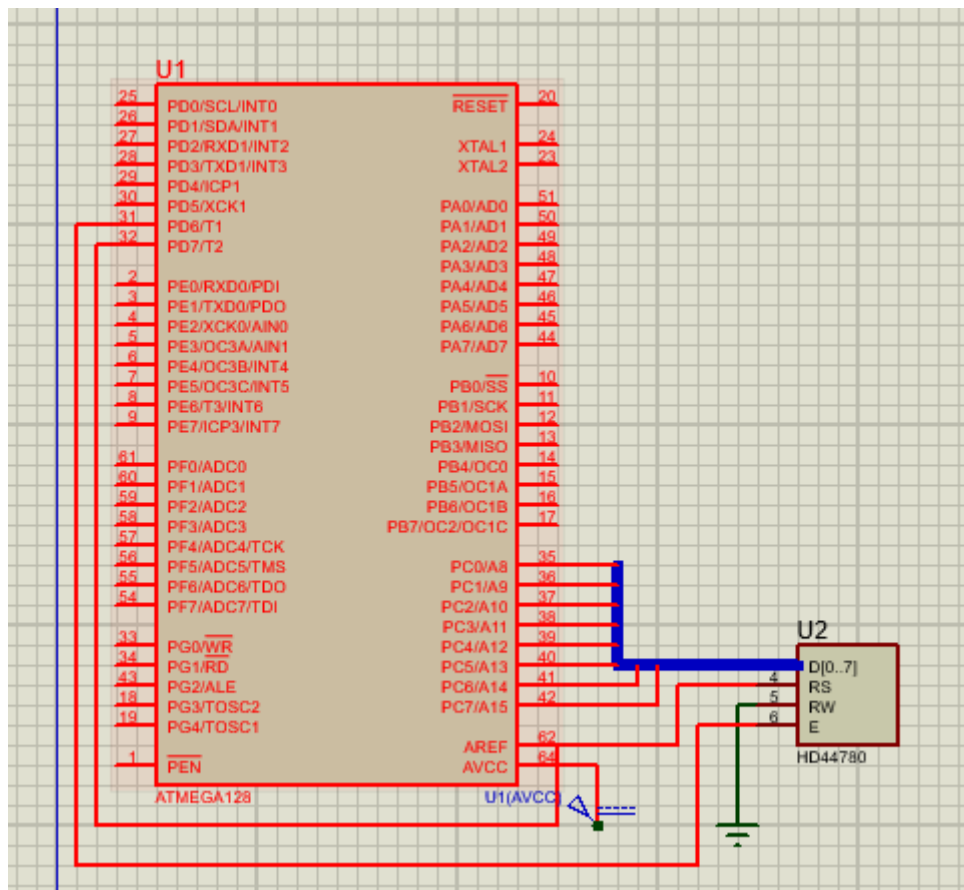 U1
25 PD0/SCL/INT0 RESET 20
26 PD1/SDA/INT1
27 PD2/RXD1/INT2 XTAL1 24
28 PD3/TXD1/INT3 XTAL2 23
29 PD4/ICP1
30 PD5/XCK1 PA0/AD0 51
31 PD6/T1 PA1/AD1 50
32 PD7/T2 PA2/AD2 49
PA3/AD3 48
2 PE0/RXD0/PDI PA4/AD4 47
3 PE1/TXD0/PDO PA5/AD5 46
4 PE2/XCK0/AIN0 PA6/AD6 45
5 PE3/OC3A/AIN1 PA7/AD7 44
6 PE4/OC3B/INT4
7 PE5/OC3C/INT5 PB0/SS 10
8 PE6/T3/INT6 PB1/SCK 11
9 PE7/ICP3/INT7 PB2/MOSI 12
PB3/MISO 13
61 PF0/ADC0 PB4/OC0 14
60 PF1/ADC1 PB5/OC1A 15
59 PF2/ADC2 PB6/OC1B 16
58 PF3/ADC3 PB7/OC2/OC1C 17
57 PF4/ADC4/TCK
56 PF5/ADC5/TMS PC0/A8 35
55 PF6/ADC6/TDO PC1/A9 36
54 PF7/ADC7/TDI PC2/A10 37
PC3/A11 38
33 PG0/WR PC4/A12 39
34 PG1/RD PC5/A13 40
43 PG2/ALE PC6/A14 41
18 PG3/TOSC2 PC7/A15 42
19 PG4/TOSC1
AREF 62
1 PEN AVCC 64
ATMEGA128
U1(AVCC)
U2
D[0..7]
4 RS
5 RW
6 E
HD44780